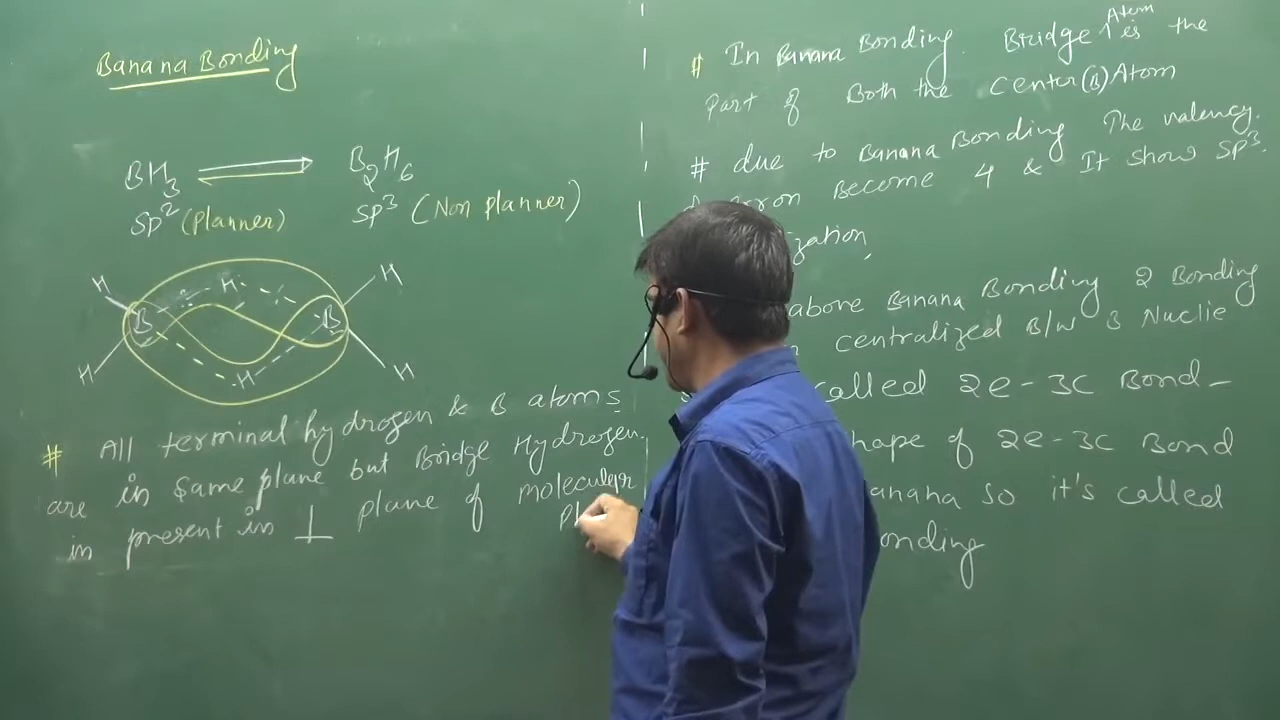 Banana Bonding
BH3 ⇌ B2H6
SP2 (Planner) SP3 (Non planner)
H H H
B B
H H H
# All terminal hydrogen & B atoms
are in same plane but Bridge Hydrogen
in present in ⊥ plane of molecular
# In Banana Bonding. Bridge Atom is the
Part of Both the Center (B) Atom
# due to Banana Bonding The valency
Become 4 & It show SP3
above Banana Bonding 2 Bonding
centralized B/w 3 Nuclie
called 2e-3c Bond-
of 2e-3c Bond
so it's called